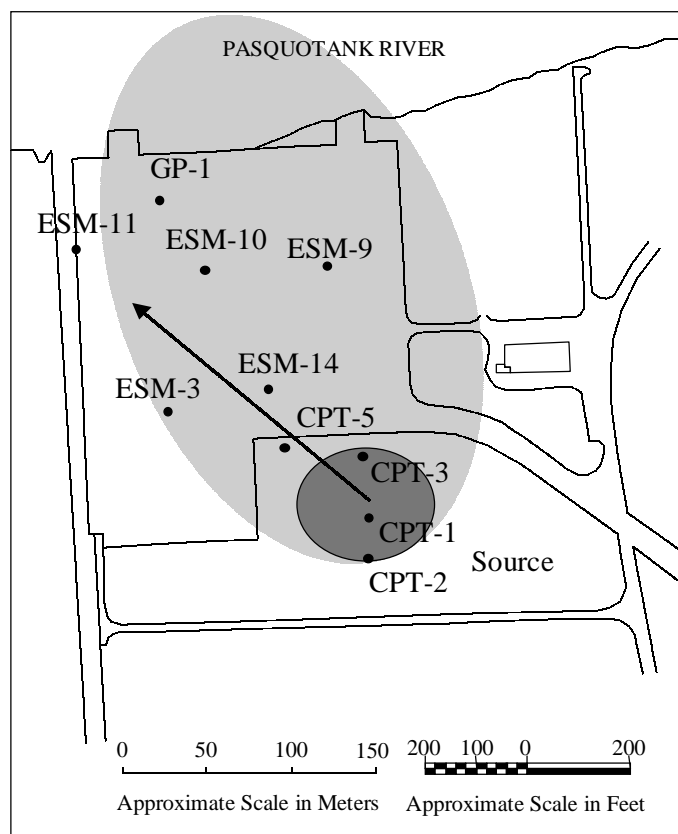 PASQUOTANK RIVER
GP-1
ESM-11
ESM-10
ESM-9
ESM-14
ESM-3
CPT-5
CPT-3
CPT-1
Source
CPT-2
0 50 100 150
Approximate Scale in Meters
200 100 0 200
Approximate Scale in Feet